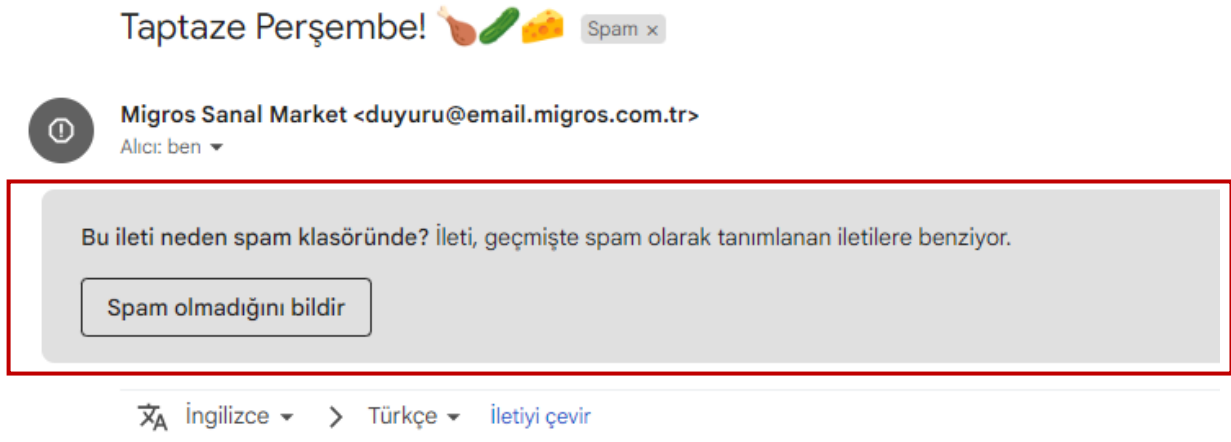 Taptaze Perşembe! 🍗🥒🧀 Spam ×
Migros Sanal Market <duyuru@email.migros.com.tr>
Alıcı: ben
Bu ileti neden spam klasöründe? İleti, geçmişte spam olarak tanımlanan iletilere benziyor.
Spam olmadığını bildir
İngilizce > Türkçe İletiyi çevir